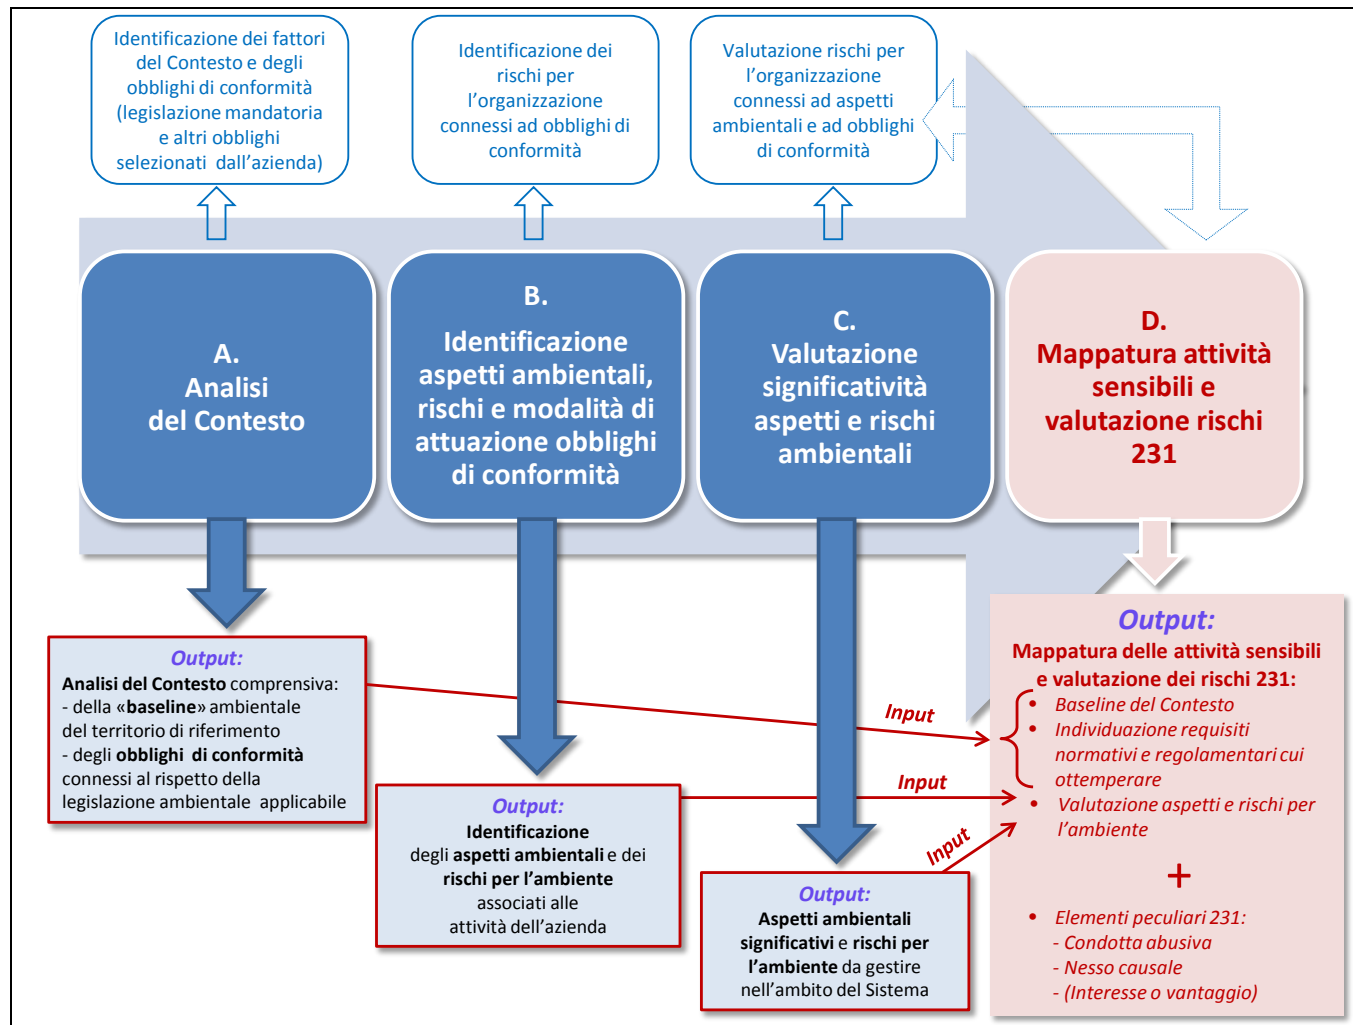 Identificazione dei fattori
del Contesto e degli
obblighi di conformità
(legislazione mandatoria
e altri obblighi
selezionati dall'azienda)
Identificazione dei
rischi per
l'organizzazione
connessi ad obblighi di
conformità
Valutazione rischi per
l'organizzazione
connessi ad aspetti
ambientali e ad obblighi
di conformità
A.
Analisi
del Contesto
B.
Identificazione
aspetti ambientali,
rischi e modalità di
attuazione obblighi
di conformità
C.
Valutazione
significatività
aspetti e rischi
ambientali
D.
Mappatura attività
sensibili e
valutazione rischi
231
Output:
Analisi del Contesto comprensiva:
- della «baseline» ambientale
del territorio di riferimento
- degli obblighi di conformità
connessi al rispetto della
legislazione ambientale applicabile
Output:
Identificazione
degli aspetti ambientali e dei
rischi per l'ambiente
associati alle
attività dell'azienda
Output:
Aspetti ambientali
significativi e rischi per
l'ambiente da gestire
nell'ambito del Sistema
Input
Input
Input
Output:
Mappatura delle attività sensibili
e valutazione dei rischi 231:
• Baseline del Contesto
• Individuazione requisiti
normativi e regolamentari cui
ottemperare
• Valutazione aspetti e rischi per
l'ambiente
+
• Elementi peculiari 231:
- Condotta abusiva
- Nesso causale
- (Interesse o vantaggio)